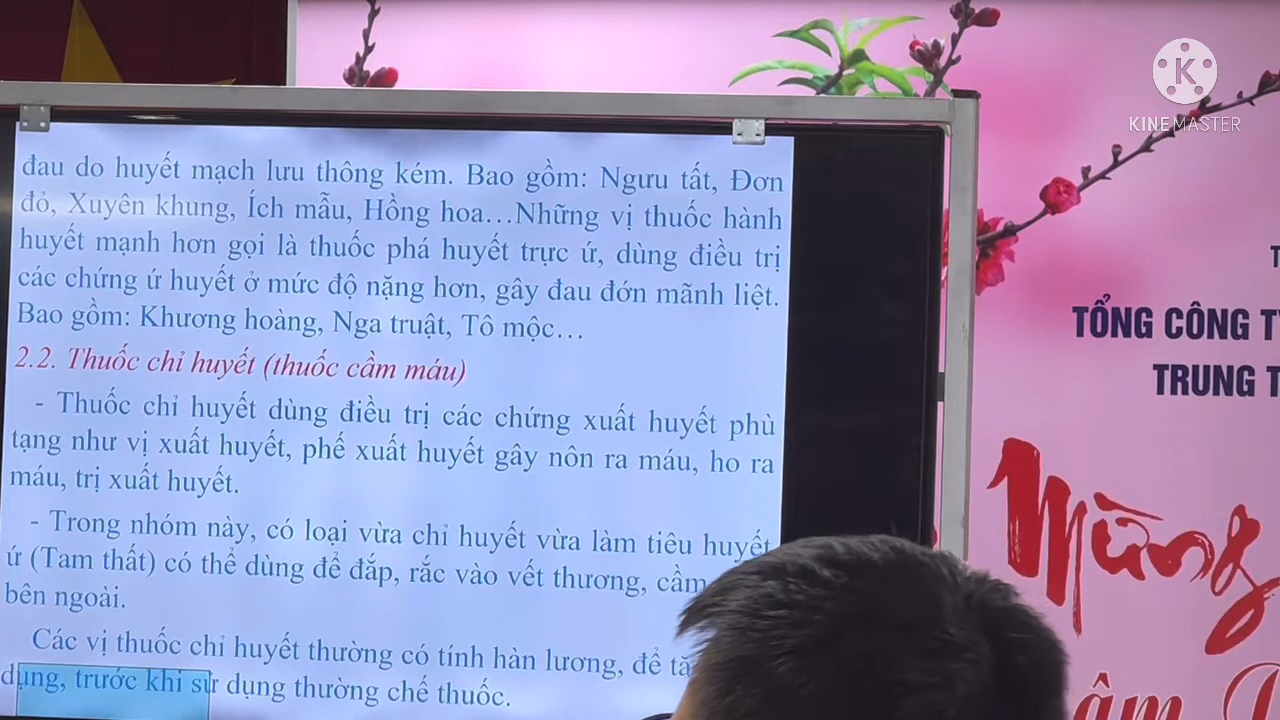 KINEMASTER
đau do huyết mạch lưu thông kém. Bao gồm: Ngưu tất, Đơn
đỏ, Xuyên khung, Ích mẫu, Hồng hoa…Những vị thuốc hành
huyết mạnh hơn gọi là thuốc phá huyết trực ứ, dùng điều trị
các chứng ứ huyết ở mức độ nặng hơn, gây đau đớn mãnh liệt.
Bao gồm: Khương hoàng, Nga truật, Tô mộc…
2.2. Thuốc chỉ huyết (thuốc cầm máu)
- Thuốc chỉ huyết dùng điều trị các chứng xuất huyết phù
tạng như vị xuất huyết, phế xuất huyết gây nôn ra máu, ho ra
máu, trị xuất huyết.
- Trong nhóm này, có loại vừa chỉ huyết vừa làm tiêu huyết
ứ (Tam thất) có thể dùng để đắp, rắc vào vết thương, cầm
bên ngoài.
Các vị thuốc chỉ huyết thường có tính hàn lương, để
dụng, trước khi sử dụng thường chế thuốc.
TỔNG CÔNG
TRUNG
Mừng